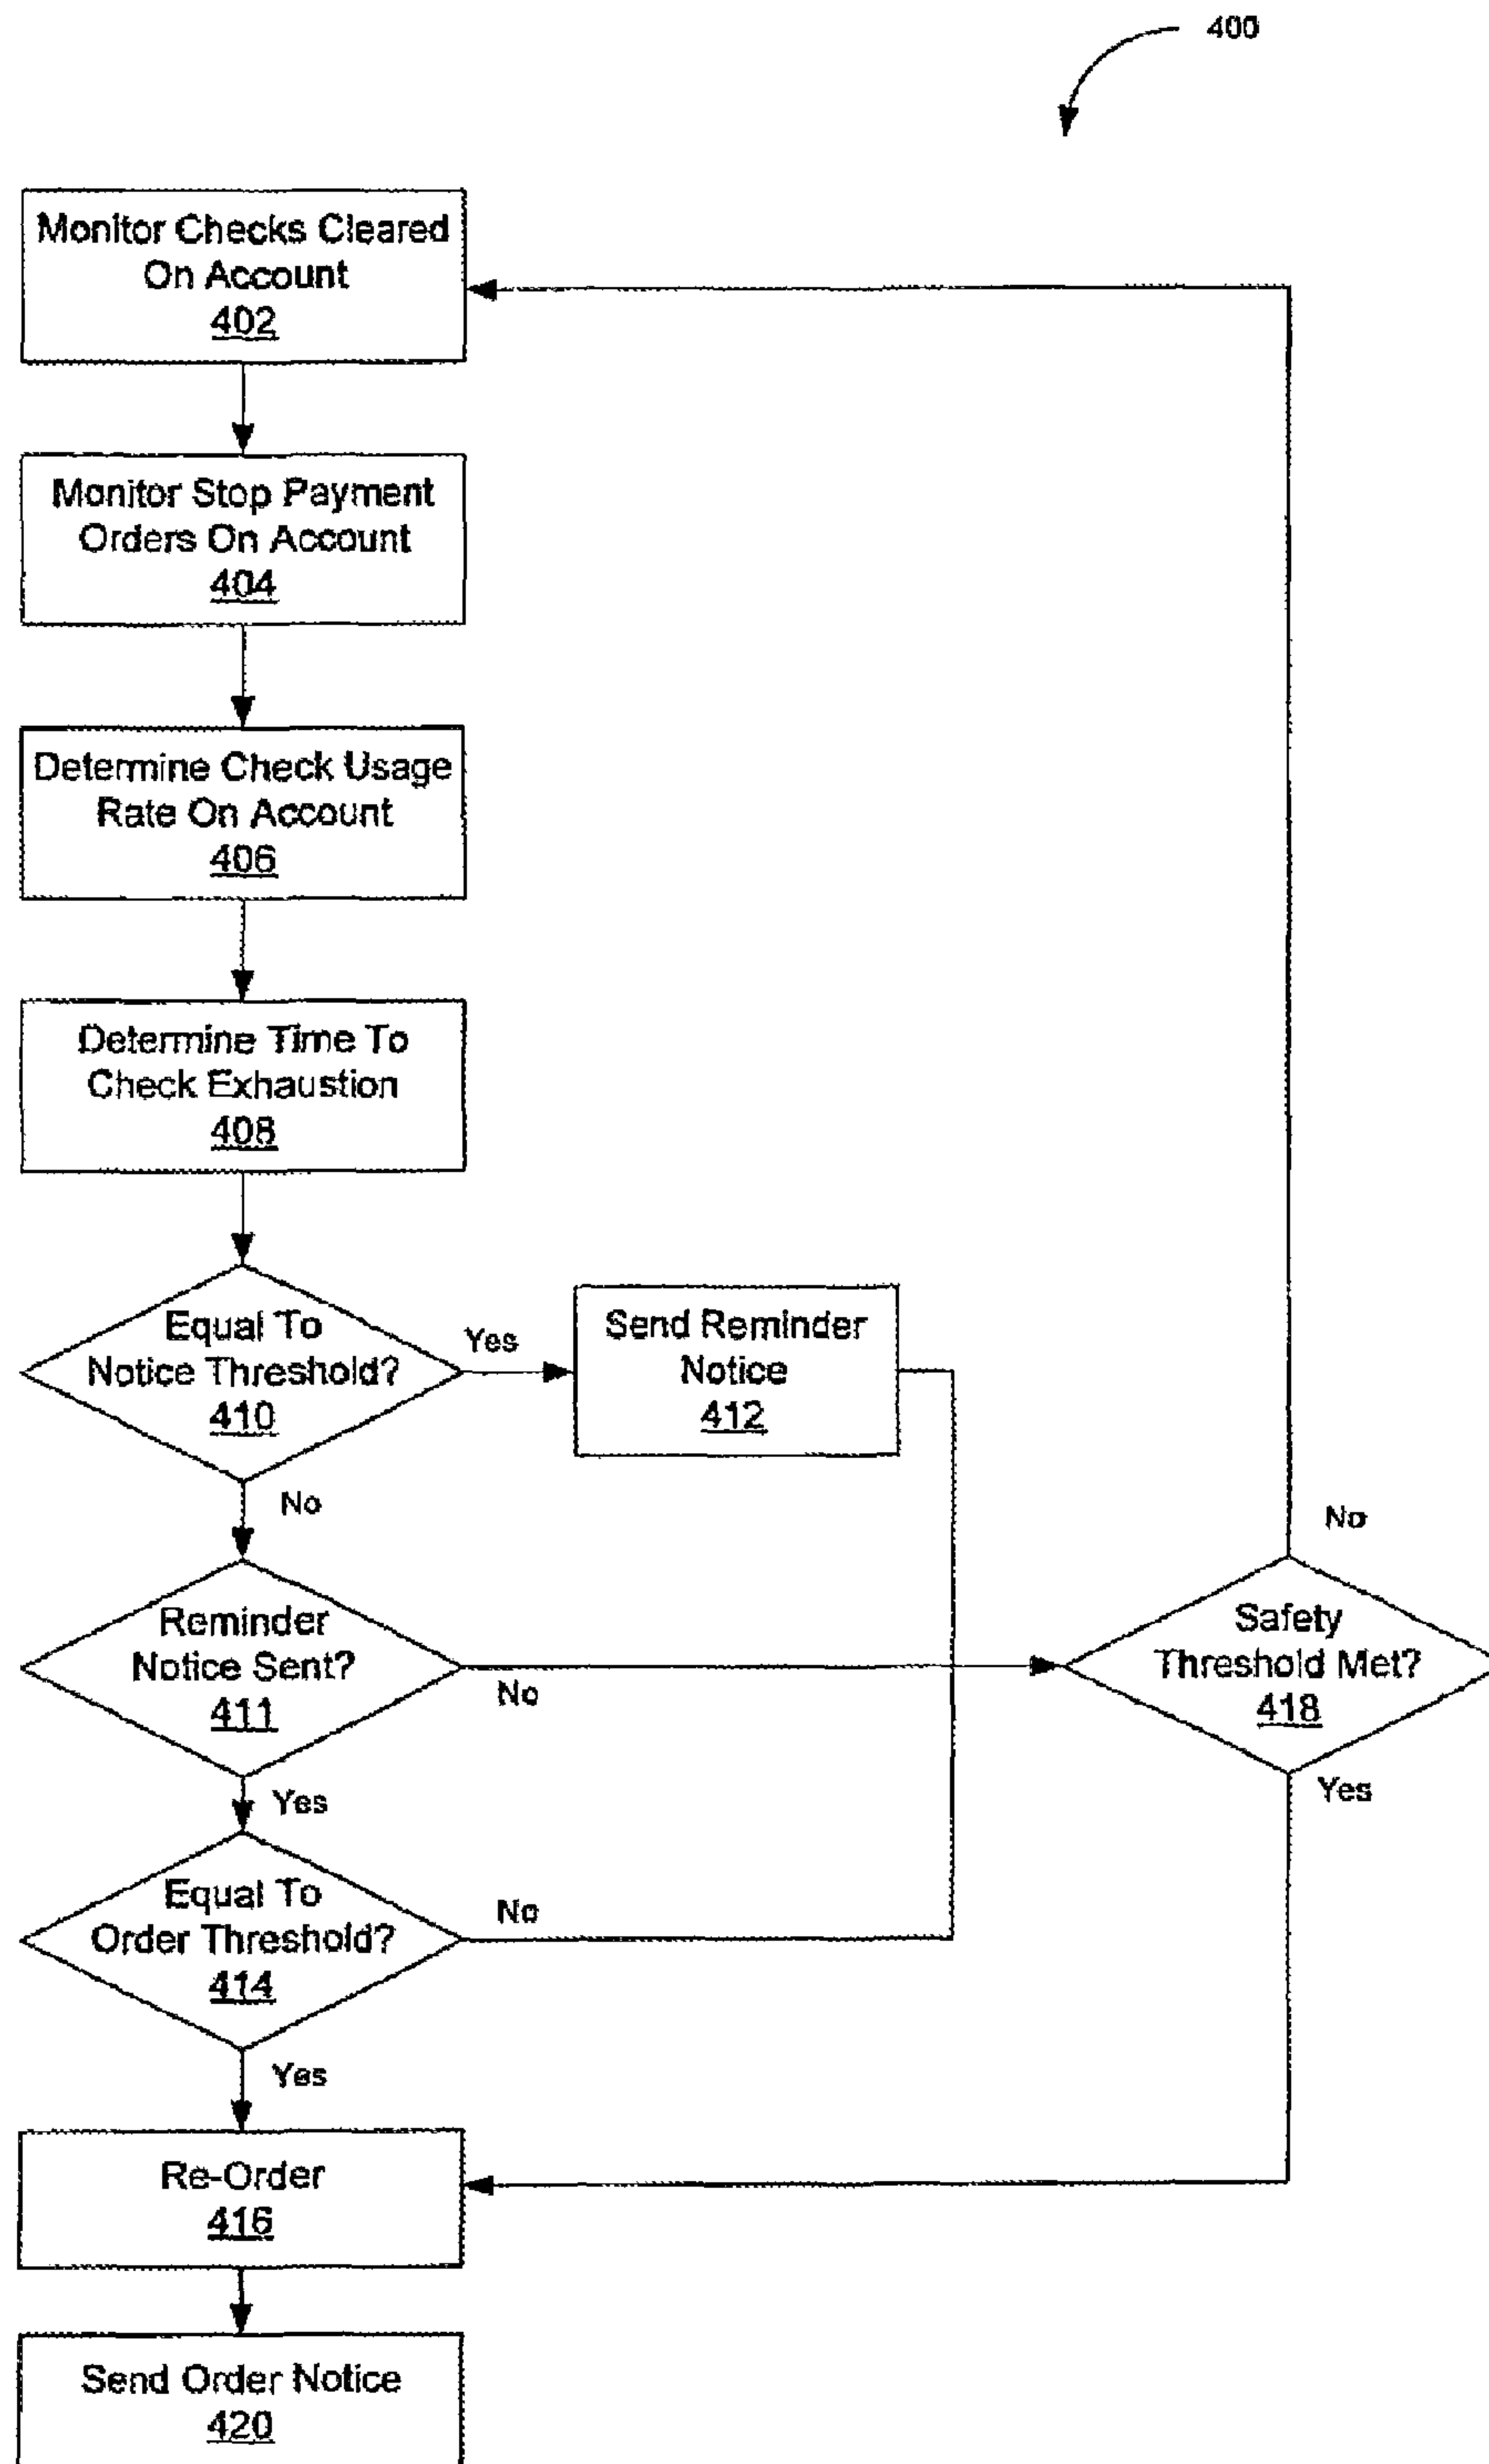 400
Monitor Checks Cleared
On Account
402
Monitor Stop Payment
Orders On Account
404
Determine Check Usage
Rate On Account
406
Determine Time To
Check Exhaustion
408
Equal To
Notice Threshold?
410
Yes
Send Reminder
Notice
412
No
Reminder
Notice Sent?
411
No
Safety
Threshold Met?
418
No
Yes
Yes
Equal To
Order Threshold?
414
No
Yes
Re-Order
416
Send Order Notice
420